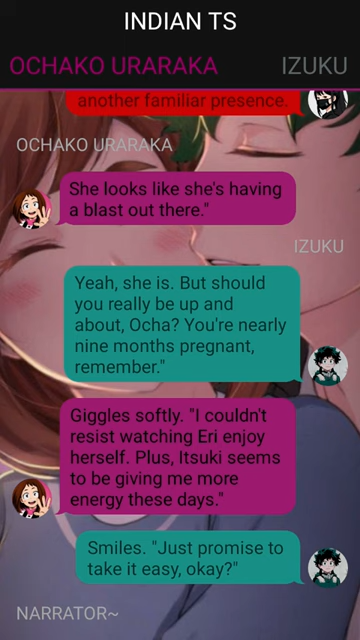 INDIAN TS
OCHAKO URARAKA
IZUKU
another familiar presence.
OCHAKO URARAKA
She looks like she's having
a blast out there."
IZUKU
Yeah, she is. But should
you really be up and
about, Ocha? You're nearly
nine months pregnant,
remember."
Giggles softly. "I couldn't
resist watching Eri enjoy
herself. Plus, Itsuki seems
to be giving me more
energy these days."
Smiles. "Just promise to
take it easy, okay?"
NARRATOR~